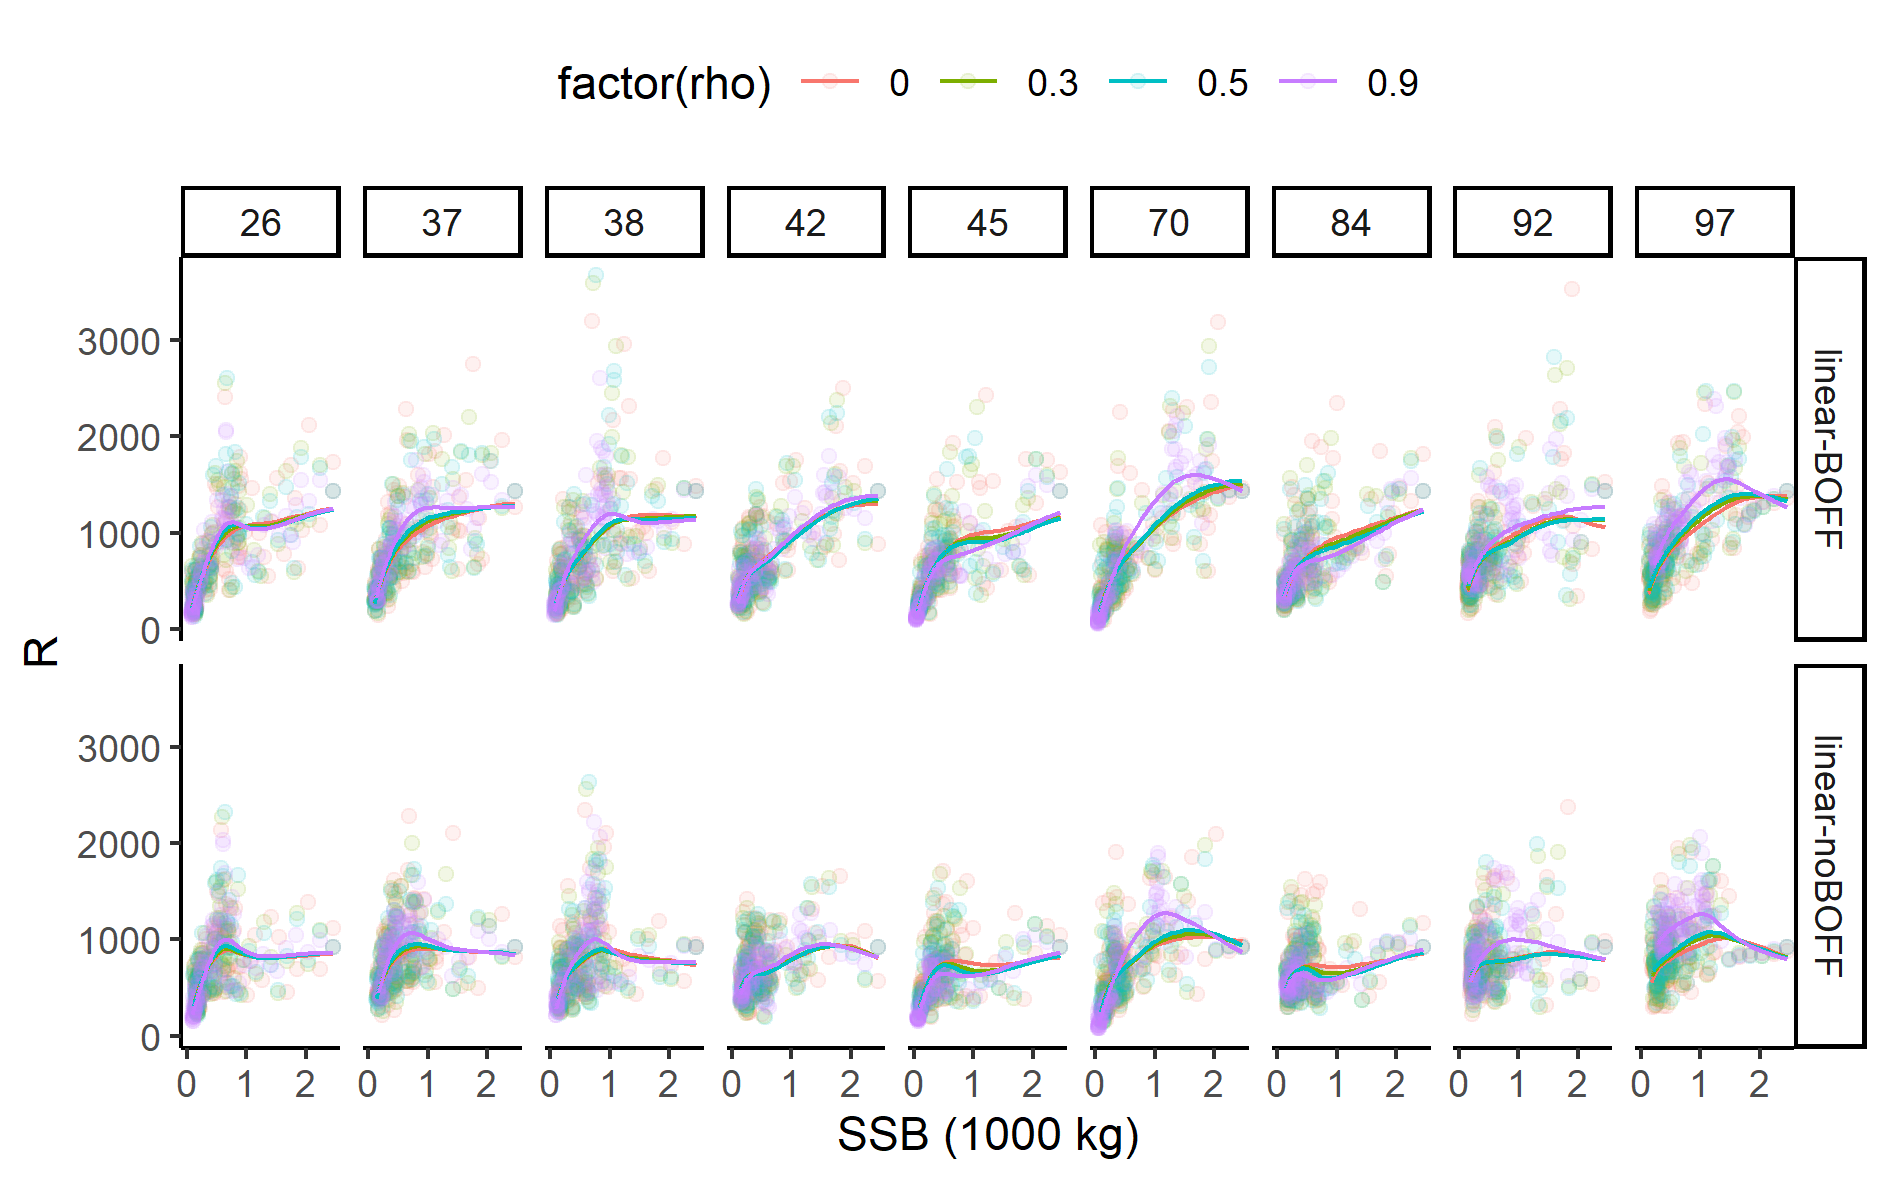 factor(rho) 0 0.3 0.5 0.9
26 37 38 42 45 70 84 92 97
3000
2000
1000
0
linear-BOFF
R
3000
2000
1000
0
linear-noBOFF
0 1 2 0 1 2 0 1 2 0 1 2 0 1 2 0 1 2 0 1 2 0 1 2 0 1 2
SSB (1000 kg)